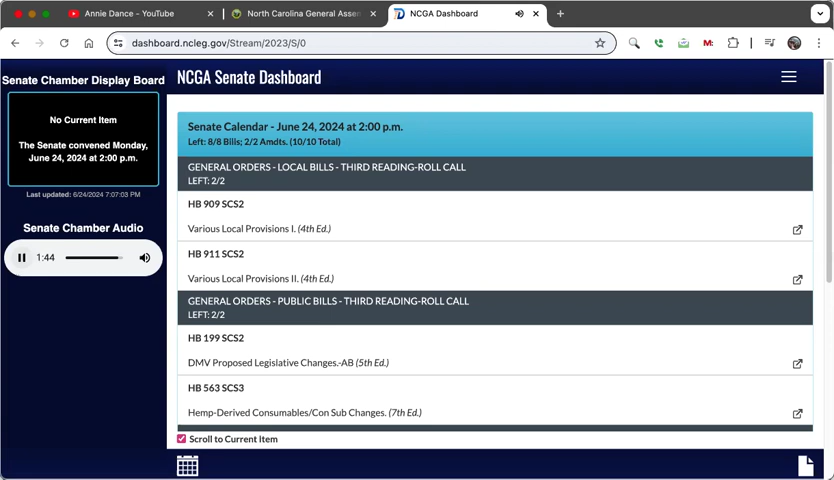 Annie Dance - YouTube
North Carolina General Assem
NCGA Dashboard
dashboard.ncleg.gov/Stream/2023/S/0
M:
Senate Chamber Display Board
NCGA Senate Dashboard
No Current Item
The Senate convened Monday,
June 24, 2024 at 2:00 p.m.
Last updated: 6/24/2024 7:07:03 PM
Senate Chamber Audio
1:44
Senate Calendar - June 24, 2024 at 2:00 p.m.
Left: 8/8 Bills; 2/2 Amdts. (10/10 Total)
GENERAL ORDERS - LOCAL BILLS - THIRD READING-ROLL CALL
LEFT: 2/2
HB 909 SCS2
Various Local Provisions I. (4th Ed.)
HB 911 SCS2
Various Local Provisions II. (4th Ed.)
GENERAL ORDERS - PUBLIC BILLS - THIRD READING-ROLL CALL
LEFT: 2/2
HB 199 SCS2
DMV Proposed Legislative Changes.-AB (5th Ed.)
HB 563 SCS3
Hemp-Derived Consumables/Con Sub Changes. (7th Ed.)
Scroll to Current Item